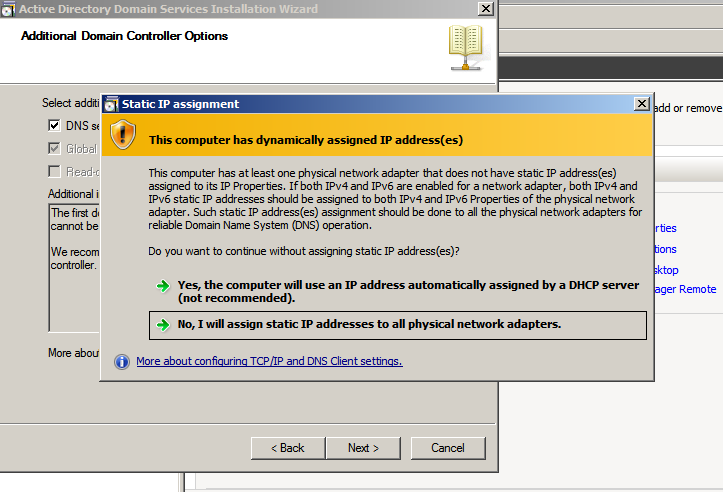 Active Directory Domain Services Installation Wizard
Additional Domain Controller Options
Select additi
DNS se
Global
Read-o
Additional i
The first do
cannot be
We recom
controller.
More about
Static IP assignment
This computer has dynamically assigned IP address(es)
This computer has at least one physical network adapter that does not have static IP address(es)
assigned to its IP Properties. If both IPv4 and IPv6 are enabled for a network adapter, both IPv4 and
IPv6 static IP addresses should be assigned to both IPv4 and IPv6 Properties of the physical network
adapter. Such static IP address(es) assignment should be done to all the physical network adapters for
reliable Domain Name System (DNS) operation.
Do you want to continue without assigning static IP address(es)?
Yes, the computer will use an IP address automatically assigned by a DHCP server
(not recommended).
No, I will assign static IP addresses to all physical network adapters.
More about configuring TCP/IP and DNS Client settings.
< Back
Next >
Cancel
add or remove
rties
tions
sktop
ager Remote